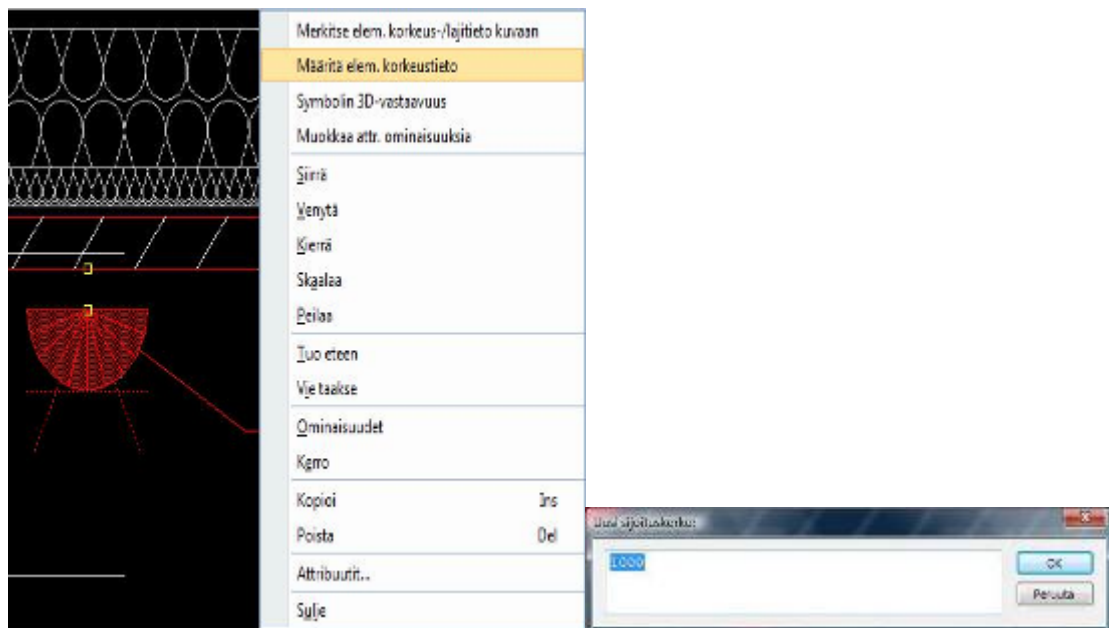 Merkitse elem. korkeus-/lajitieto kuvaan
Määritä elem. korkeustieto
Symbolin 3D-vastaavuus
Muokkaa attr. ominaisuuksia
Siirrä
Venytä
Kierrä
Skaalaa
Peilaa
Tuo eteen
Vie taakse
Ominaisuudet
Kerro
Kopioi Ins
Poista Del
Attribuutit...
Sulje
Uusi
1000
OK
Peruuta